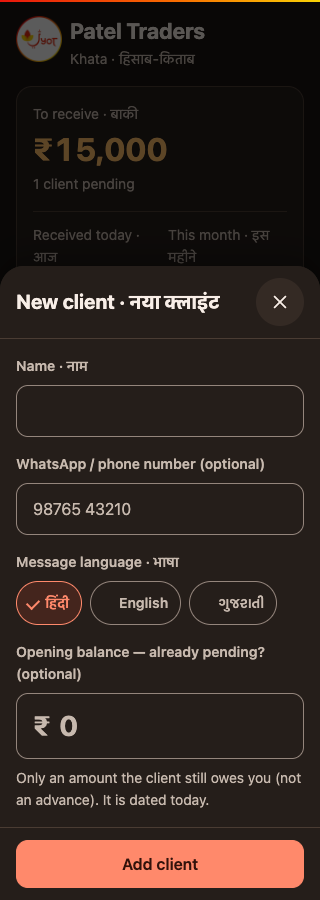 Jyot
Patel Traders
Khata · हिसाब-किताब
To receive · बाकी
₹15,000
1 client pending
Received today · आज
This month · इस महीने
New client · नया क्लाइंट
Name · नाम
WhatsApp / phone number (optional)
98765 43210
Message language · भाषा
हिंदी
English
ગુજરાતી
Opening balance — already pending?
(optional)
₹ 0
Only an amount the client still owes you (not
an advance). It is dated today.
Add client